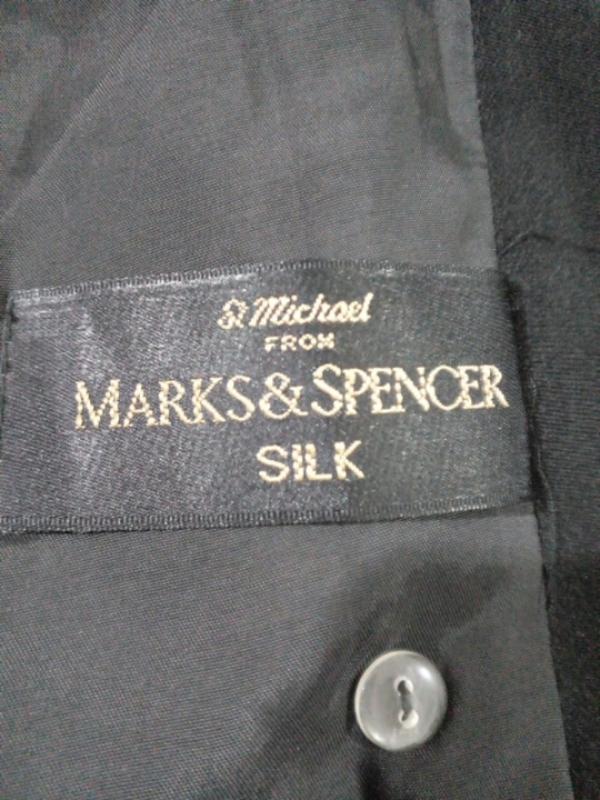 St Michael
FROM
MARKS & SPENCER
SILK